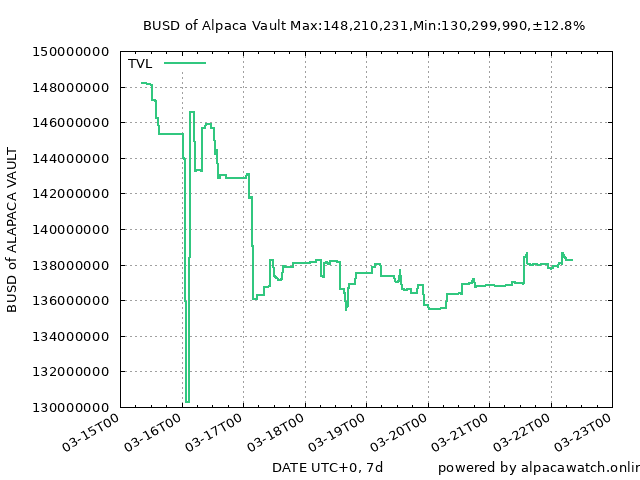 BUSD of Alpaca Vault Max:148,210,231,Min:130,299,990,±12.8%
150000000
TVL
148000000
146000000
144000000
142000000
140000000
138000000
136000000
134000000
132000000
130000000
BUSD of ALAPACA VAULT
03-15T00
03-16T00
03-17T00
03-18T00
03-19T00
03-20T00
03-21T00
03-22T00
03-23T00
DATE UTC+0, 7d
powered by alpacawatch.onlin